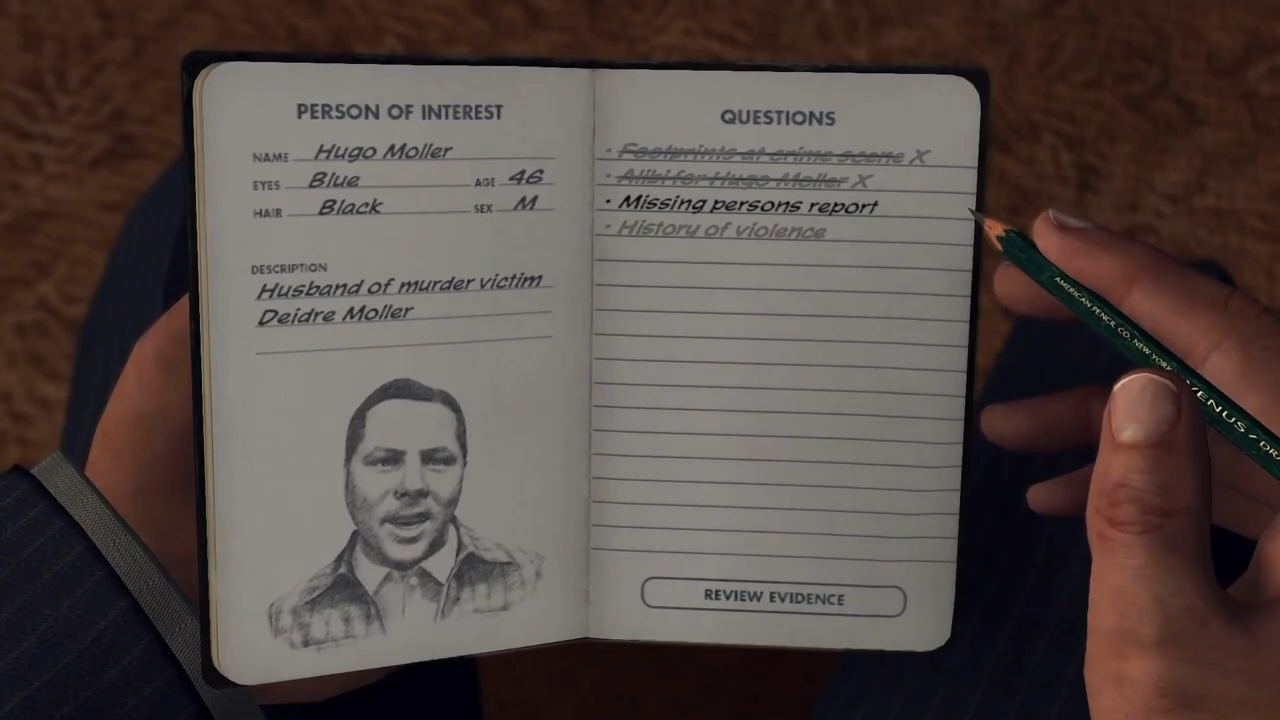 PERSON OF INTEREST
NAME Hugo Moller
EYES Blue AGE 46
HAIR Black SEX M
DESCRIPTION
Husband of murder victim
Deidre Moller
QUESTIONS
· Footprints at crime scene X
· Alibi for Hugo Moller X
· Missing persons report
· History of violence
REVIEW EVIDENCE
AMERICAN PENCIL CO. NEW YORK
VENUS / DRA